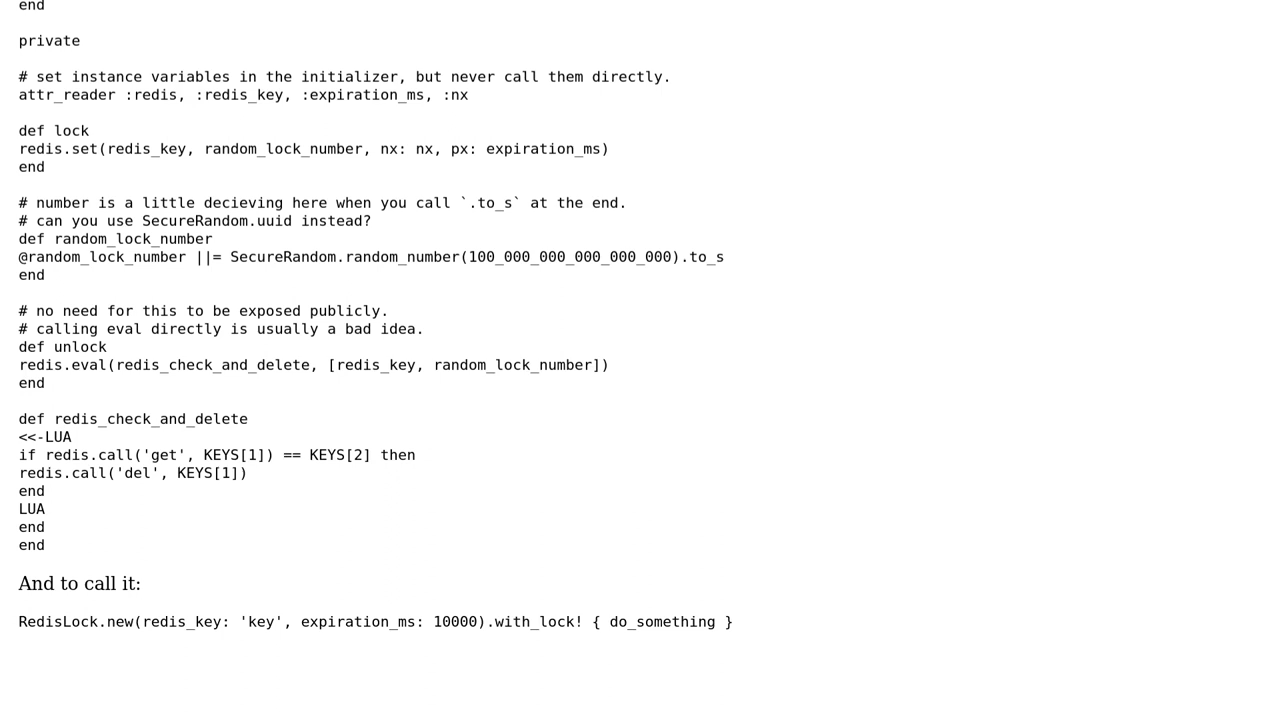 end
private
# set instance variables in the initializer, but never call them directly.
attr_reader :redis, :redis_key, :expiration_ms, :nx
def lock
redis.set(redis_key, random_lock_number, nx: nx, px: expiration_ms)
end
# number is a little decieving here when you call `.to_s` at the end.
# can you use SecureRandom.uuid instead?
def random_lock_number
@random_lock_number ||= SecureRandom.random_number(100_000_000_000_000_000).to_s
end
# no need for this to be exposed publicly.
# calling eval directly is usually a bad idea.
def unlock
redis.eval(redis_check_and_delete, [redis_key, random_lock_number])
end
def redis_check_and_delete
<<-LUA
if redis.call('get', KEYS[1]) == KEYS[2] then
redis.call('del', KEYS[1])
end
LUA
end
end
And to call it:
RedisLock.new(redis_key: 'key', expiration_ms: 10000).with_lock! { do_something }